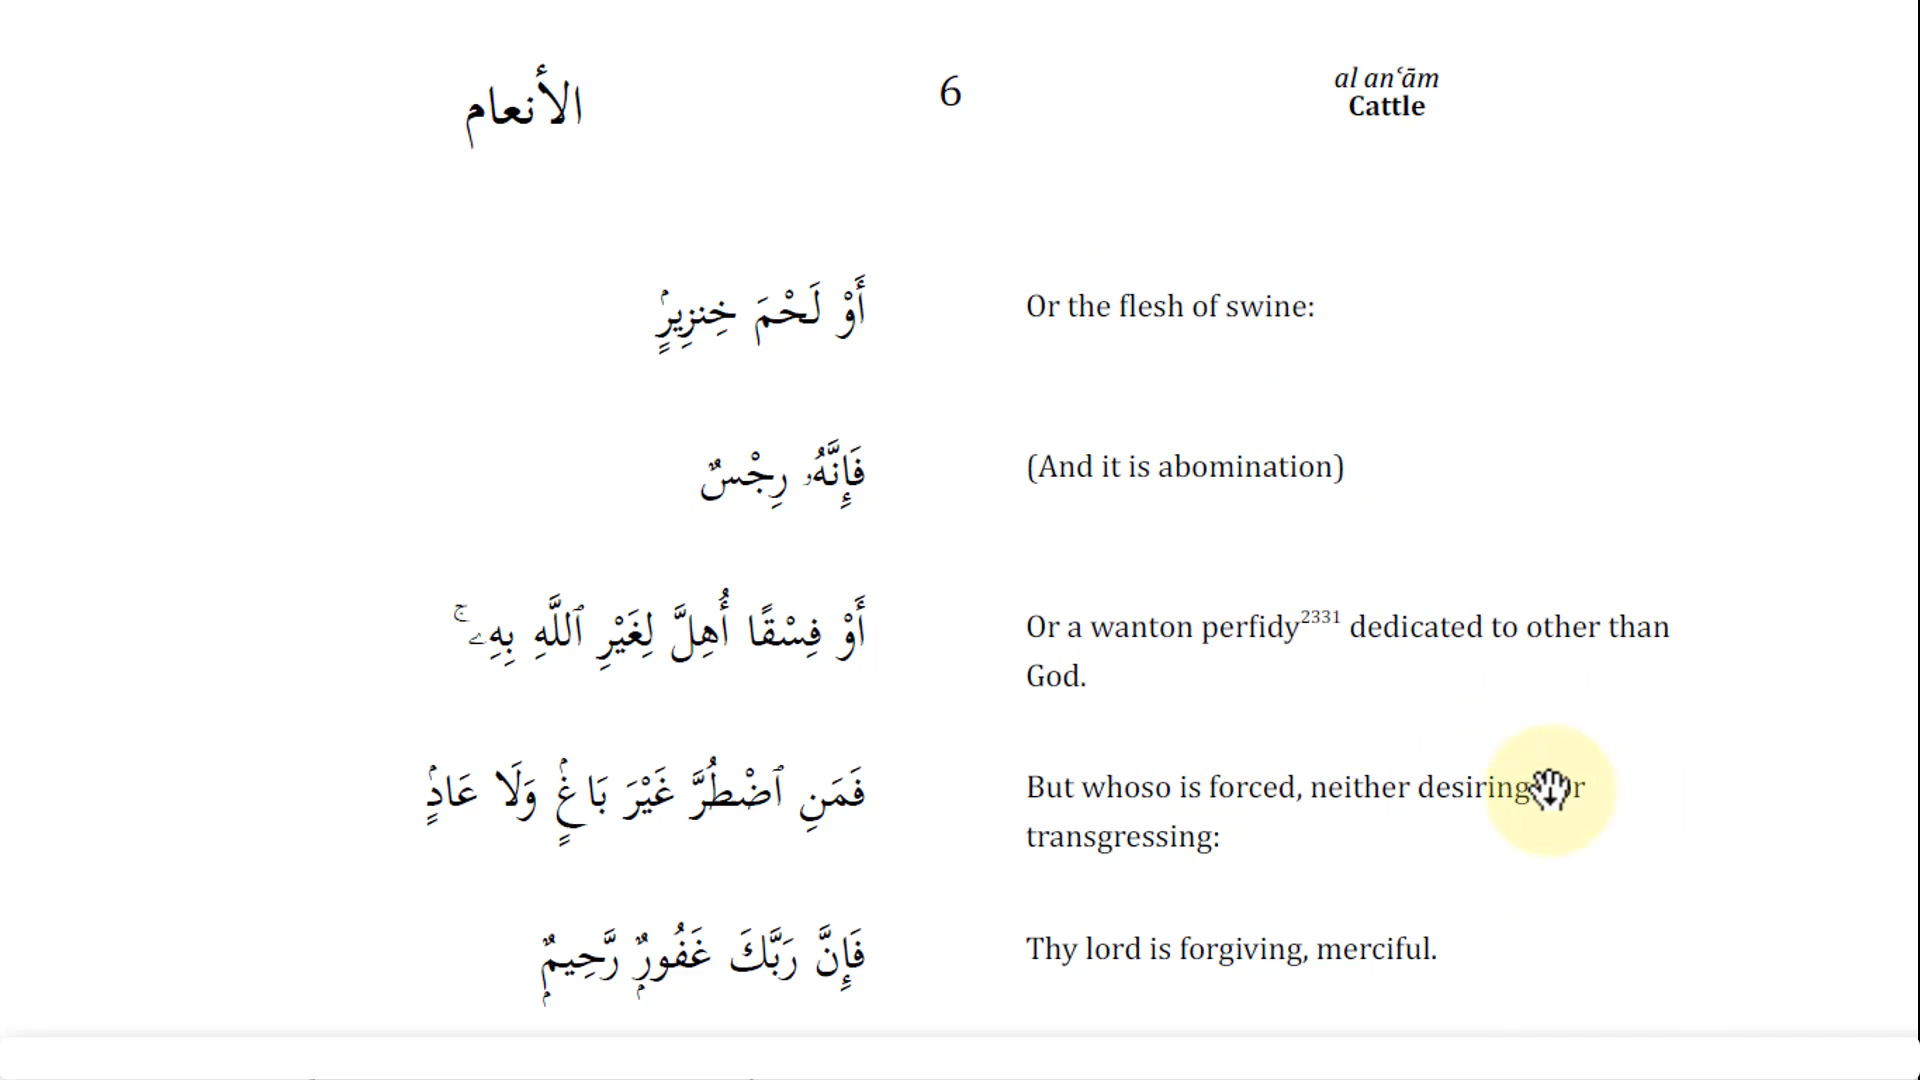 الأنعام
6
al anʿām
Cattle
أَوْ لَحْمَ خِنزِيرٍۢ
Or the flesh of swine:
فَإِنَّهُۥ رِجْسٌ
(And it is abomination)
أَوْ فِسْقًا أُهِلَّ لِغَيْرِ ٱللَّهِ بِهِۦ ۚ
Or a wanton perfidy2331 dedicated to other than
God.
فَمَنِ ٱضْطُرَّ غَيْرَ بَاغٍۢ وَلَا عَادٍۢ
But whoso is forced, neither desiring
transgressing:
فَإِنَّ رَبَّكَ غَفُورٌۭ رَّحِيمٌۭ
Thy lord is forgiving, merciful.